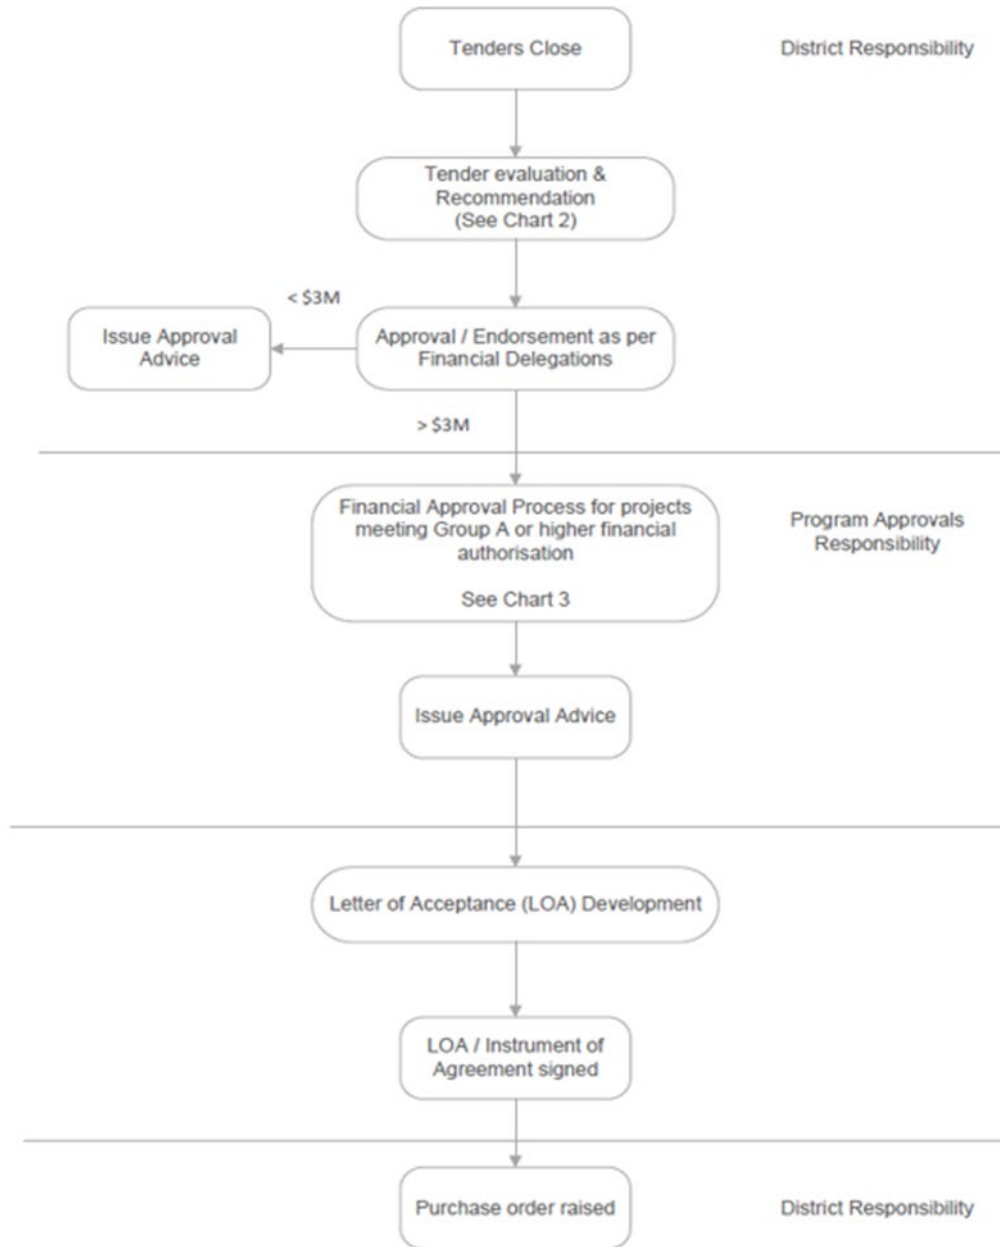 Tenders Close
District Responsibility
Tender evaluation &
Recommendation
(See Chart 2)
< $3M
Issue Approval
Advice
Approval / Endorsement as per
Financial Delegations
> $3M
Financial Approval Process for projects
meeting Group A or higher financial
authorisation
See Chart 3
Program Approvals
Responsibility
Issue Approval Advice
Letter of Acceptance (LOA) Development
LOA / Instrument of
Agreement signed
Purchase order raised
District Responsibility